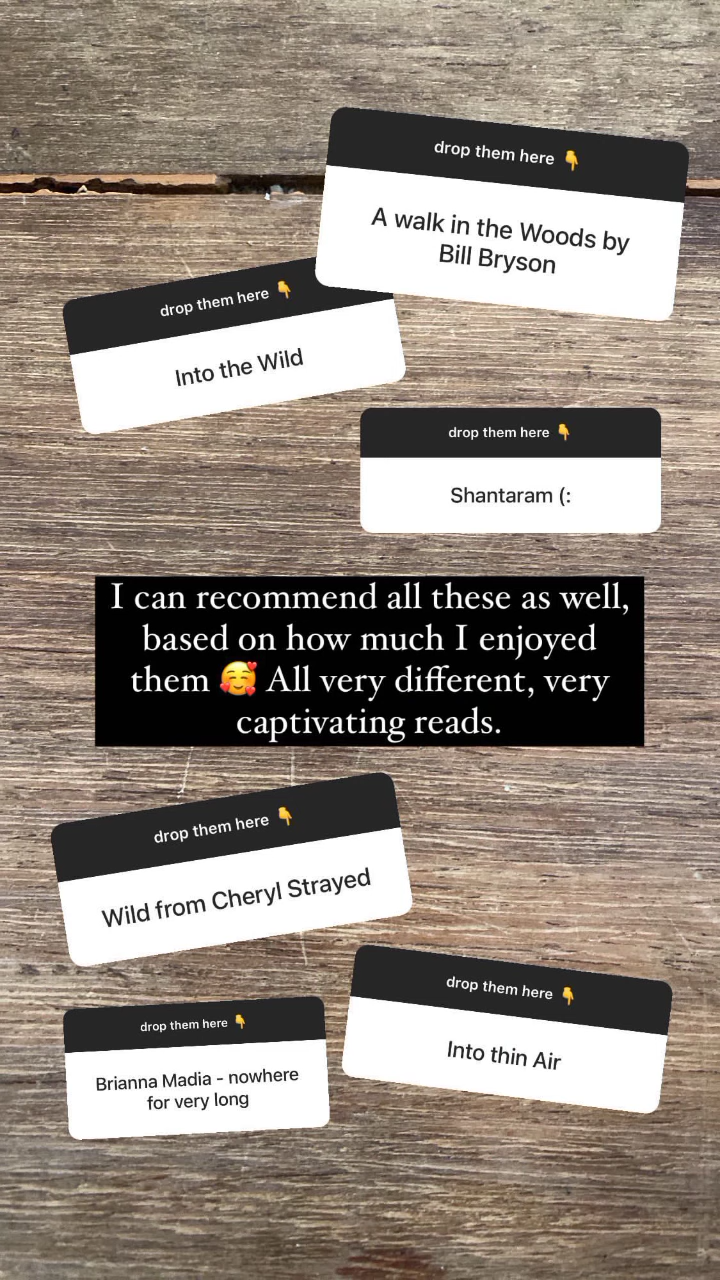 drop them here 👇
A walk in the Woods by
Bill Bryson
drop them here 👇
Into the Wild
drop them here 👇
Shantaram (:
I can recommend all these as well,
based on how much I enjoyed
them 🥰 All very different, very
captivating reads.
drop them here 👇
Wild from Cheryl Strayed
drop them here 👇
Into thin Air
drop them here 👇
Brianna Madia - nowhere
for very long